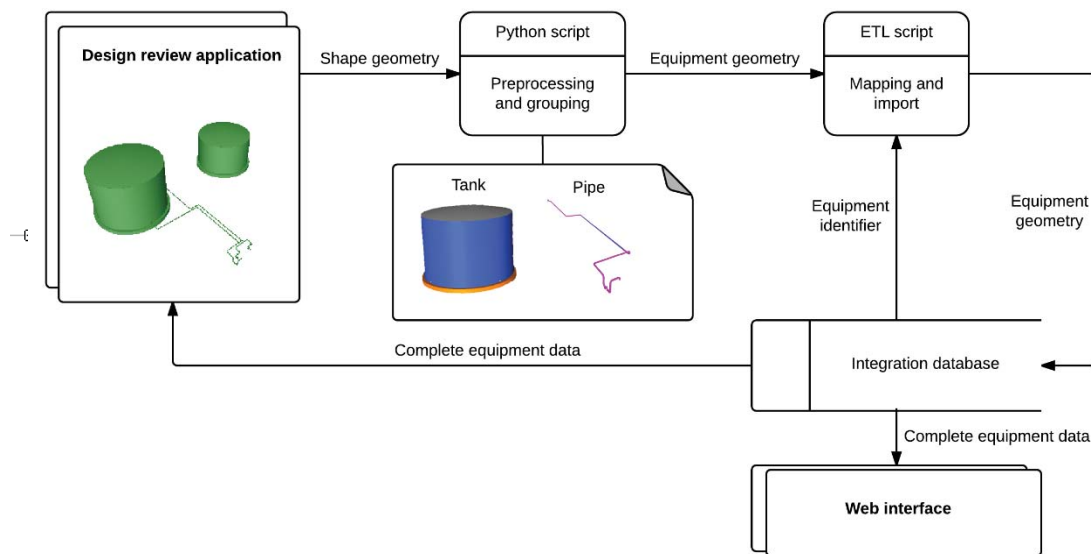 Design review application
Shape geometry
Python script
Preprocessing
and grouping
Equipment geometry
ETL script
Mapping and
import
Tank
Pipe
Equipment
identifier
Equipment
geometry
Complete equipment data
Integration database
Complete equipment data
Web interface